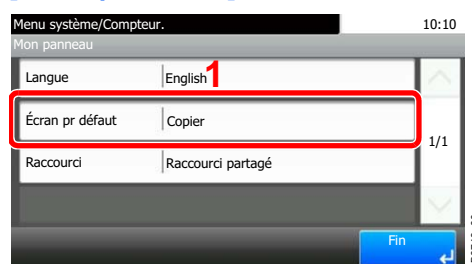 Menu système/Compteur. 10:10
Mon panneau
Langue English 1
Écran pr défaut Copier
1/1
Raccourci Raccourci partagé
Fin